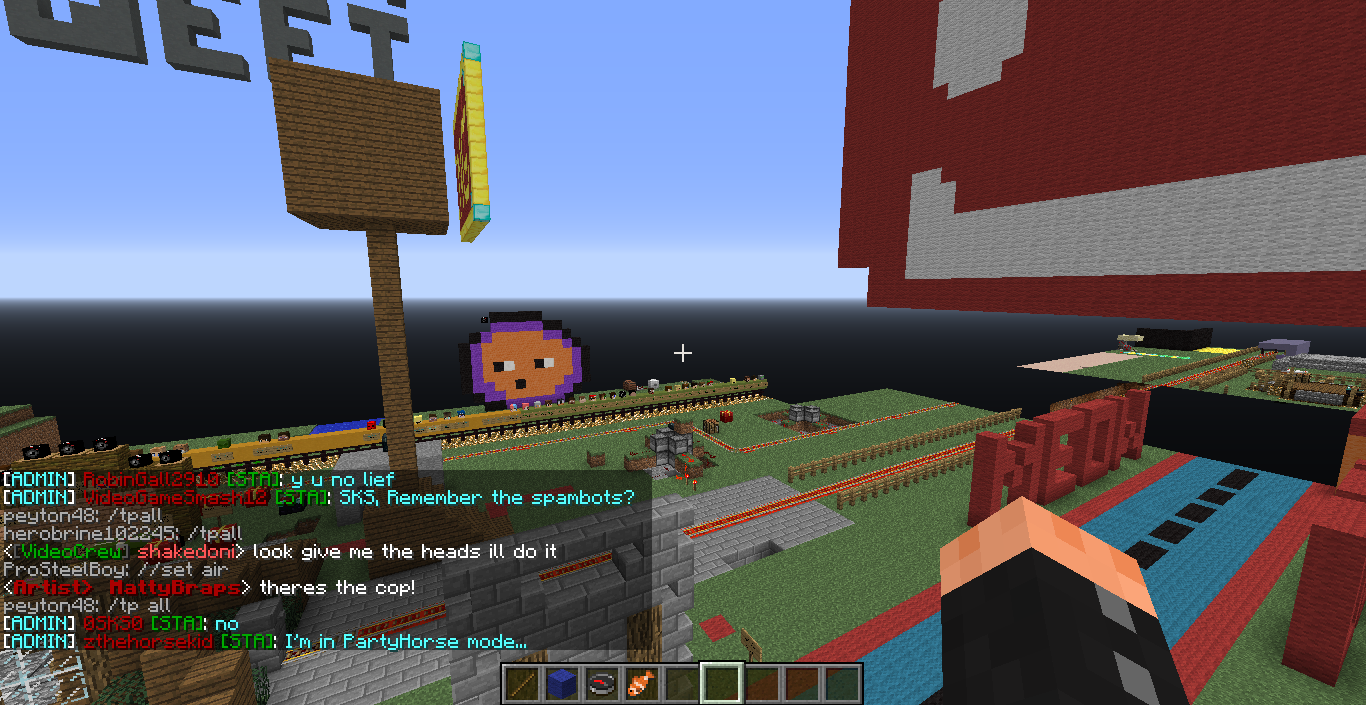 EFT
[ADMIN] RobinGall2910 [STA]: y u no lief
[ADMIN] VideoGameSmash12 [STA]: SKS, Remember the spambots?
peyton48: /tpall
herobrine102245: /tpall
<[VideoCrew] shakedoni> look give me the heads ill do it
ProSteelBoy: //set air
<Artist> MattyBraps> theres the cop!
peyton48: /tp all
[ADMIN] 0SKS0 [STA]: no
[ADMIN] zthehorsekid [STA]: I'm in PartyHorse mode...